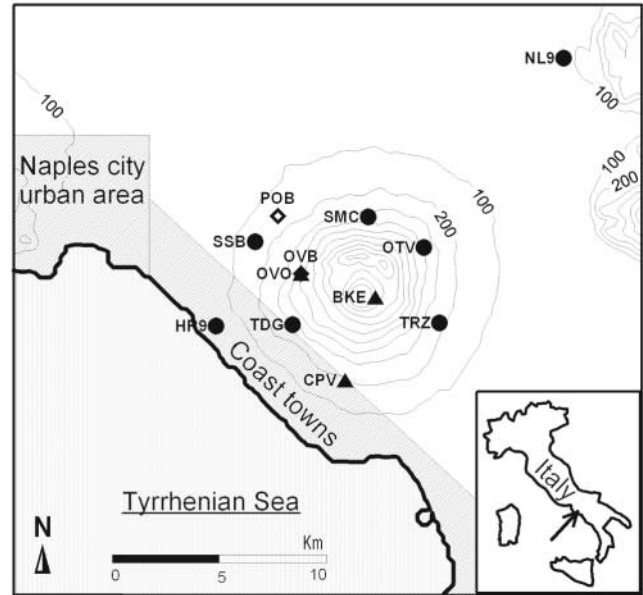 NL9
100
100
Naples city
urban area
100
200
POB
100
SMC
200
SSB
OTV
OVB
OVO
BKE
HR9
TDG
TRZ
CPV
Coast towns
Italy
Tyrrhenian Sea
N
Km
0
5
10